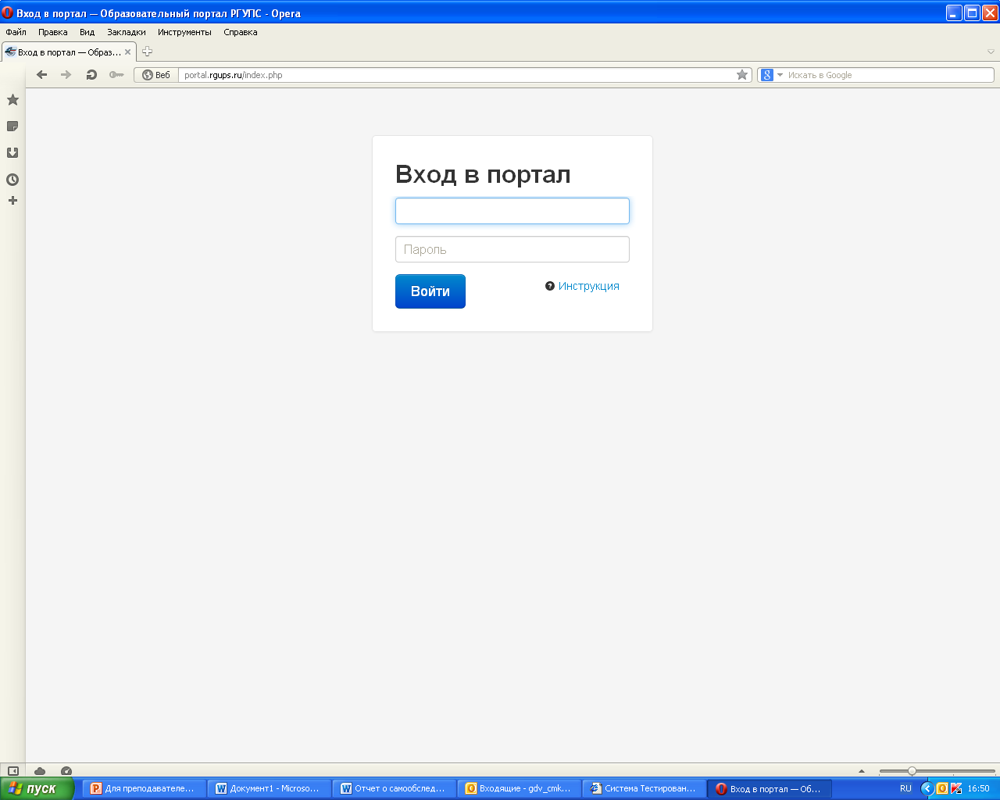 Вход в портал — Образовательный портал РГУПС - Opera
Файл Правка Вид Закладки Инструменты Справка
Вход в портал — Образ...
Веб portal.rgups.ru/index.php Искать в Google
Вход в портал
Пароль
Войти Инструкция
пуск Для преподавателе... Документ1 - Microso... Отчет о самообслед... Входящие - gdv_cmk... Система Тестирован... Вход в портал — Об... RU 16:50